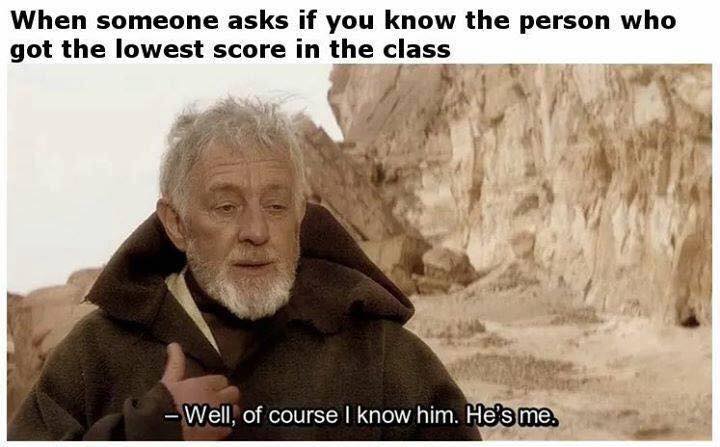 When someone asks if you know the person who
got the lowest score in the class
– Well, of course I know him. He's me.